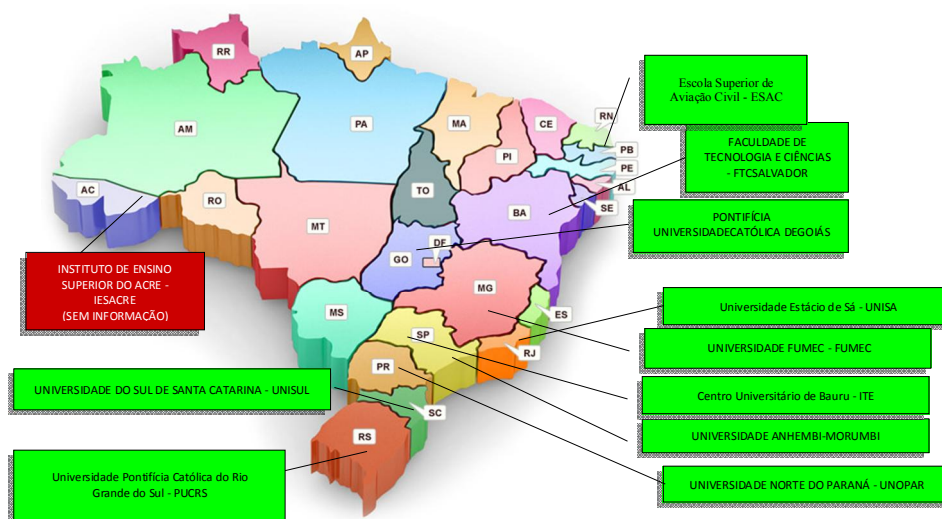 RR
AP
Escola Superior de
Aviação Civil - ESAC
RN
AM
PA
MA
CE
PB
PI
PE
FACULDADE DE
TECNOLOGIA E CIÊNCIAS
- FTCSALVADOR
AC
RO
TO
AL
SE
BA
MT
PONTIFÍCIA
UNIVERSIDADECATÓLICA DEGOIÁS
DF
GO
INSTITUTO DE ENSINO
SUPERIOR DO ACRE -
IESACRE
(SEM INFORMAÇÃO)
MG
MS
ES
Universidade Estácio de Sá - UNISA
SP
RJ
UNIVERSIDADE FUMEC - FUMEC
PR
UNIVERSIDADE DO SUL DE SANTA CATARINA - UNISUL
Centro Universitário de Bauru - ITE
SC
RS
UNIVERSIDADE ANHEMBI-MORUMBI
Universidade Pontifícia Católica do Rio
Grande do Sul - PUCRS
UNIVERSIDADE NORTE DO PARANÁ - UNOPAR